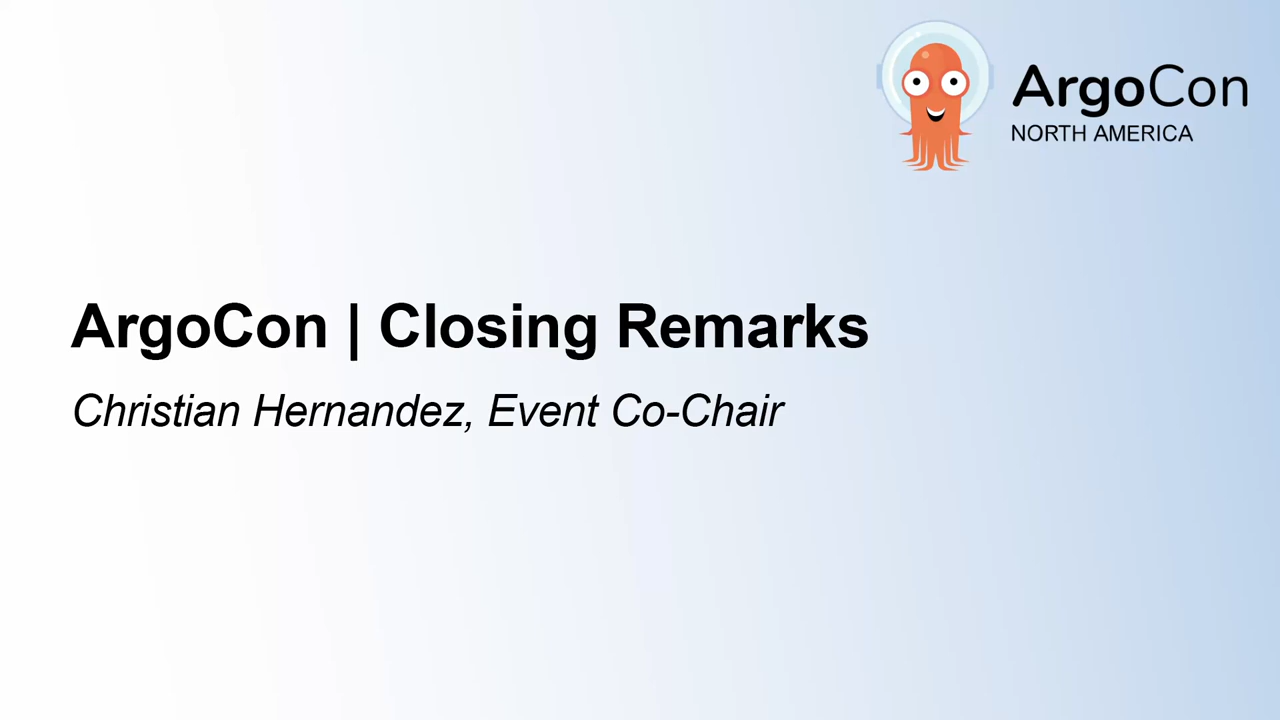 ArgoCon
NORTH AMERICA
ArgoCon | Closing Remarks
Christian Hernandez, Event Co-Chair